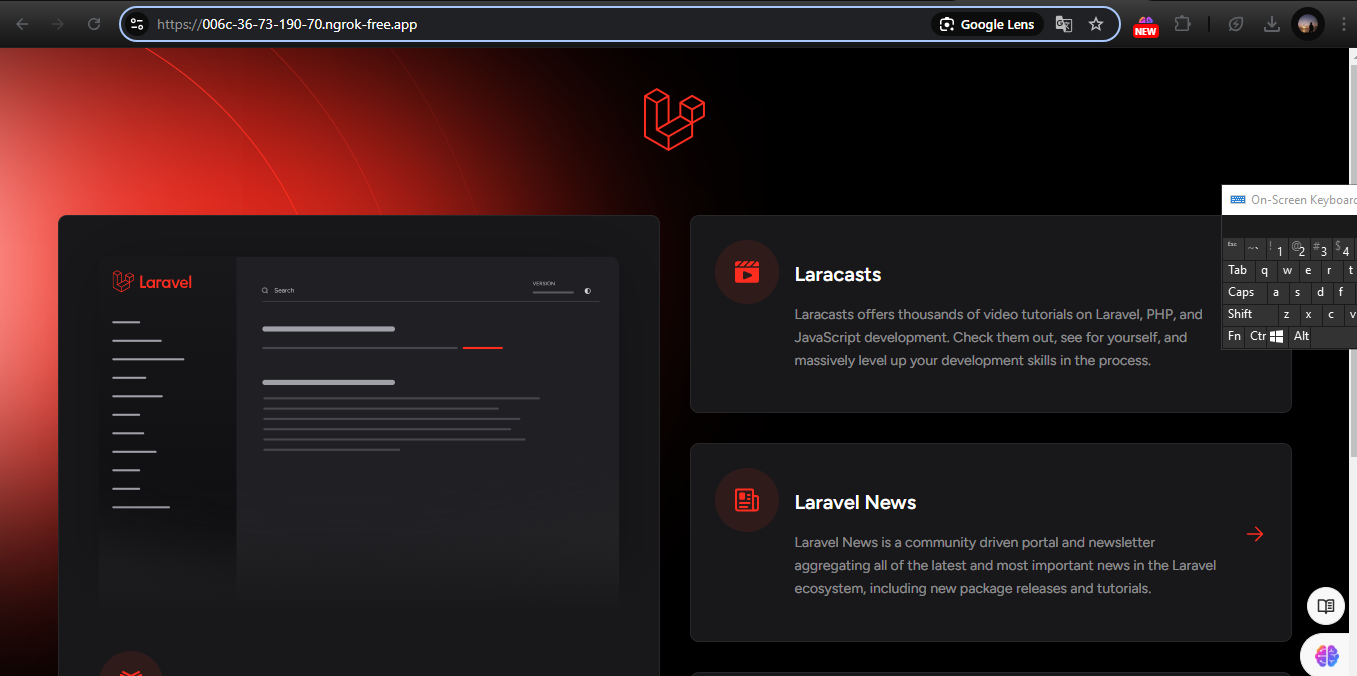 https://006c-36-73-190-70.ngrok-free.app
Google Lens
NEW
On-Screen Keyboard
Esc ~ ` ! 1 @ 2 # 3 $ 4
Tab q w e r t
Caps a s d f
Shift z x c v
Fn Ctr Alt
Laravel
Search
VERSION
Laracasts
Laracasts offers thousands of video tutorials on Laravel, PHP, and
JavaScript development. Check them out, see for yourself, and
massively level up your development skills in the process.
Laravel News
Laravel News is a community driven portal and newsletter
aggregating all of the latest and most important news in the Laravel
ecosystem, including new package releases and tutorials.